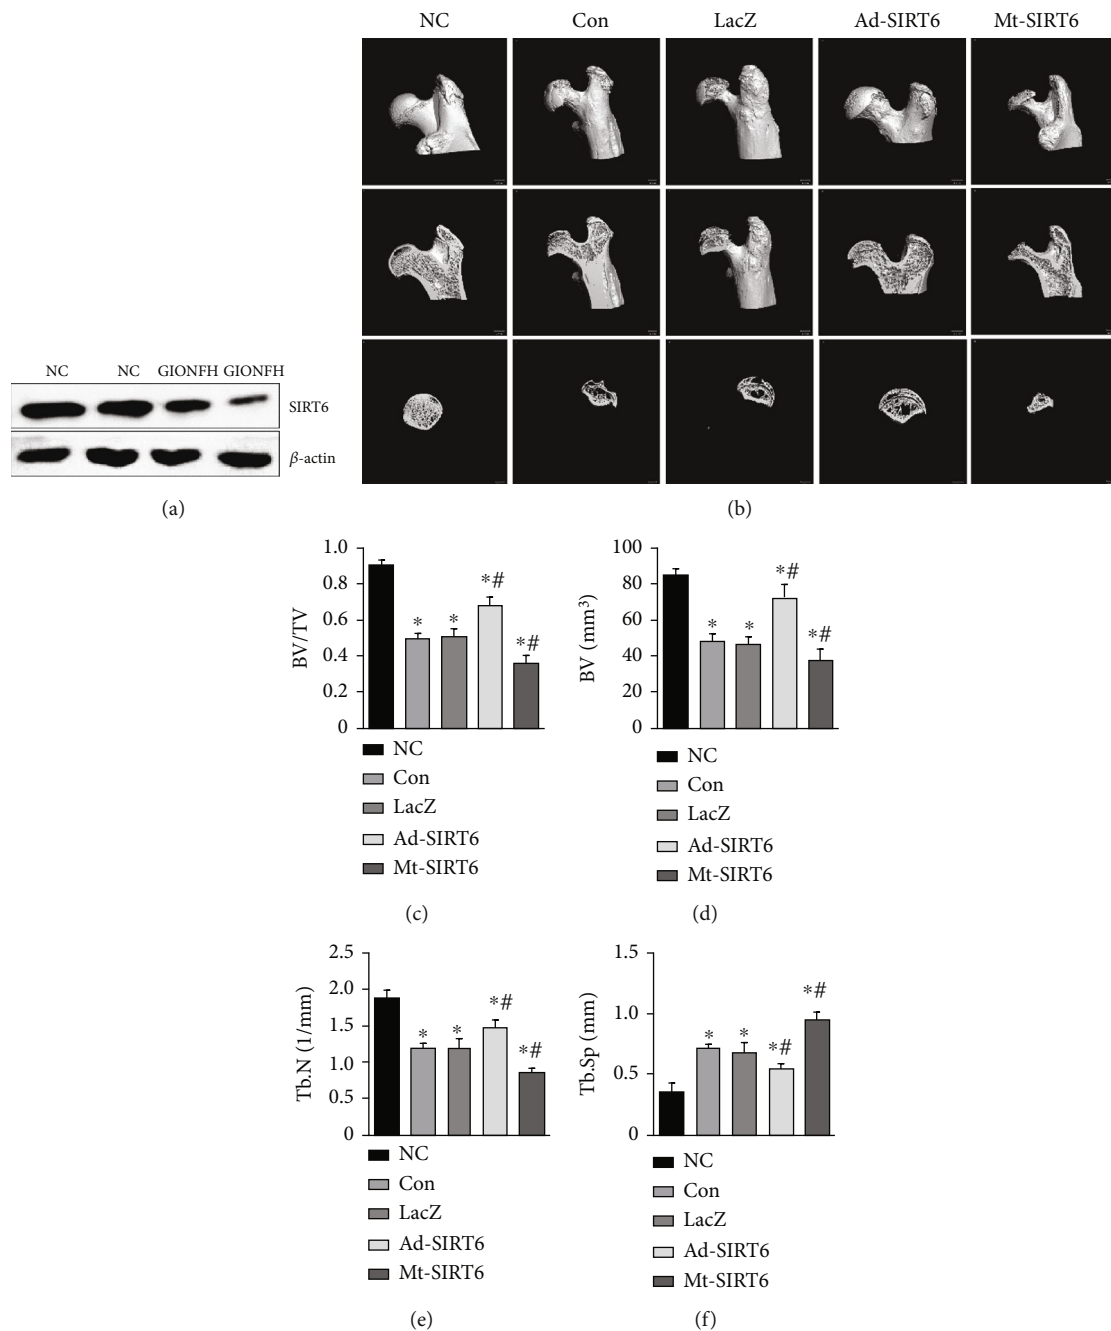 NC Con LacZ Ad-SIRT6 Mt-SIRT6
NC NC GIONFH GIONFH
SIRT6
β-actin
(a)
(b)
BV/TV
1.0
0.8
0.6
0.4
0.2
0
* * *# *#
NC
Con
LacZ
Ad-SIRT6
Mt-SIRT6
(c)
BV (mm³)
100
80
60
40
20
0
* * *# *#
NC
Con
LacZ
Ad-SIRT6
Mt-SIRT6
(d)
Tb.N (1/mm)
2.5
2.0
1.5
1.0
0.5
0
* * *# *#
NC
Con
LacZ
Ad-SIRT6
Mt-SIRT6
(e)
Tb.Sp (mm)
1.5
1.0
0.5
0
* * *# *#
NC
Con
LacZ
Ad-SIRT6
Mt-SIRT6
(f)